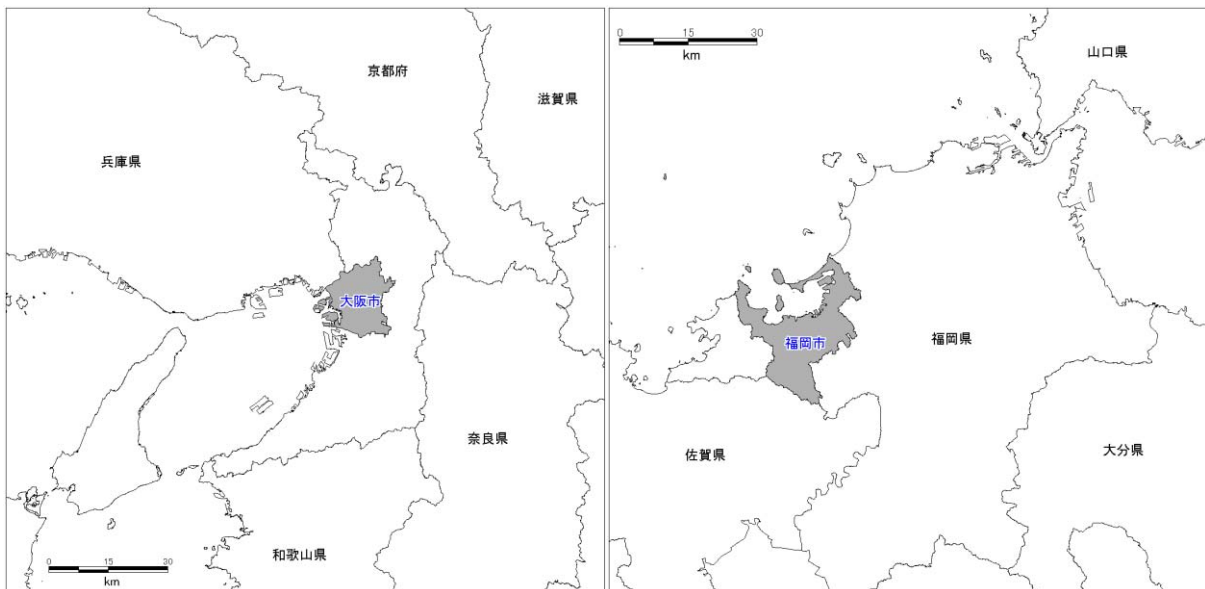 京都府
滋賀県
兵庫県
大阪市
奈良県
和歌山県
0 15 30
km
0 15 30
km
山口県
福岡県
福岡市
佐賀県
大分県